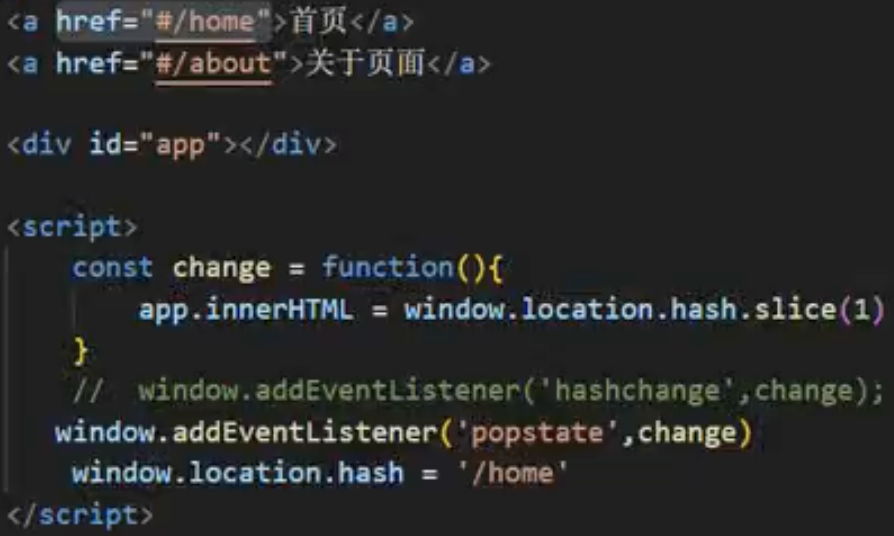 <a href="#/home">首页</a>
<a href="#/about">关于页面</a>
<div id="app"></div>
<script>
const change = function(){
app.innerHTML = window.location.hash.slice(1)
}
// window.addEventListener('hashchange',change);
window.addEventListener('popstate',change)
window.location.hash = '/home'
</script>